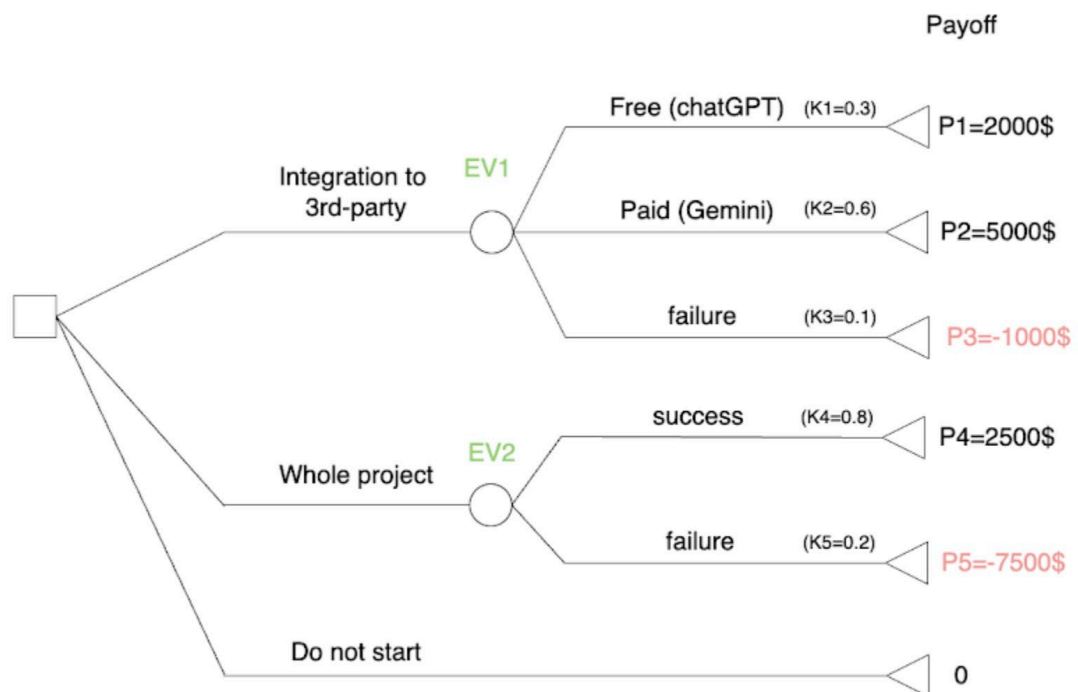 Payoff
Free (chatGPT) (K1=0.3) P1=2000$
EV1
Integration to
3rd-party
Paid (Gemini) (K2=0.6) P2=5000$
failure (K3=0.1) P3=-1000$
success (K4=0.8) P4=2500$
EV2
Whole project
failure (K5=0.2) P5=-7500$
Do not start 0